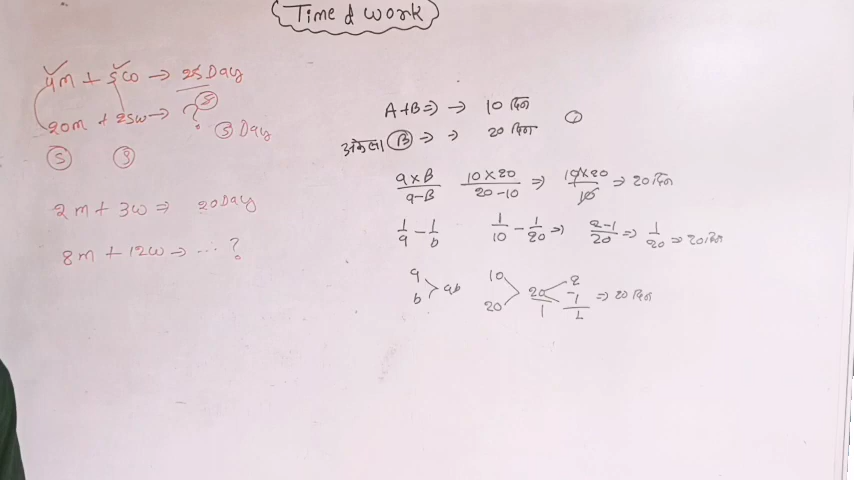 Time & work
4m + 5w → 25 Day
20m + 25w → ? 5 Day
5 5
2m + 3w ⇒ 20 Day
8m + 12w → ... ?
A+B ⇒ → 10 दिन
अकेला B ⇒ → 20 दिन
a×B / a-B 10×20 / 20-10 ⇒ 10×20 / 10 ⇒ 20 दिन
1/a - 1/b 1/10 - 1/20 ⇒ 2-1/20 ⇒ 1/20 ⇒ 20 दिन
a b > ab 10 20 > 20/1 < 2 -1 / 1 ⇒ 20 दिन